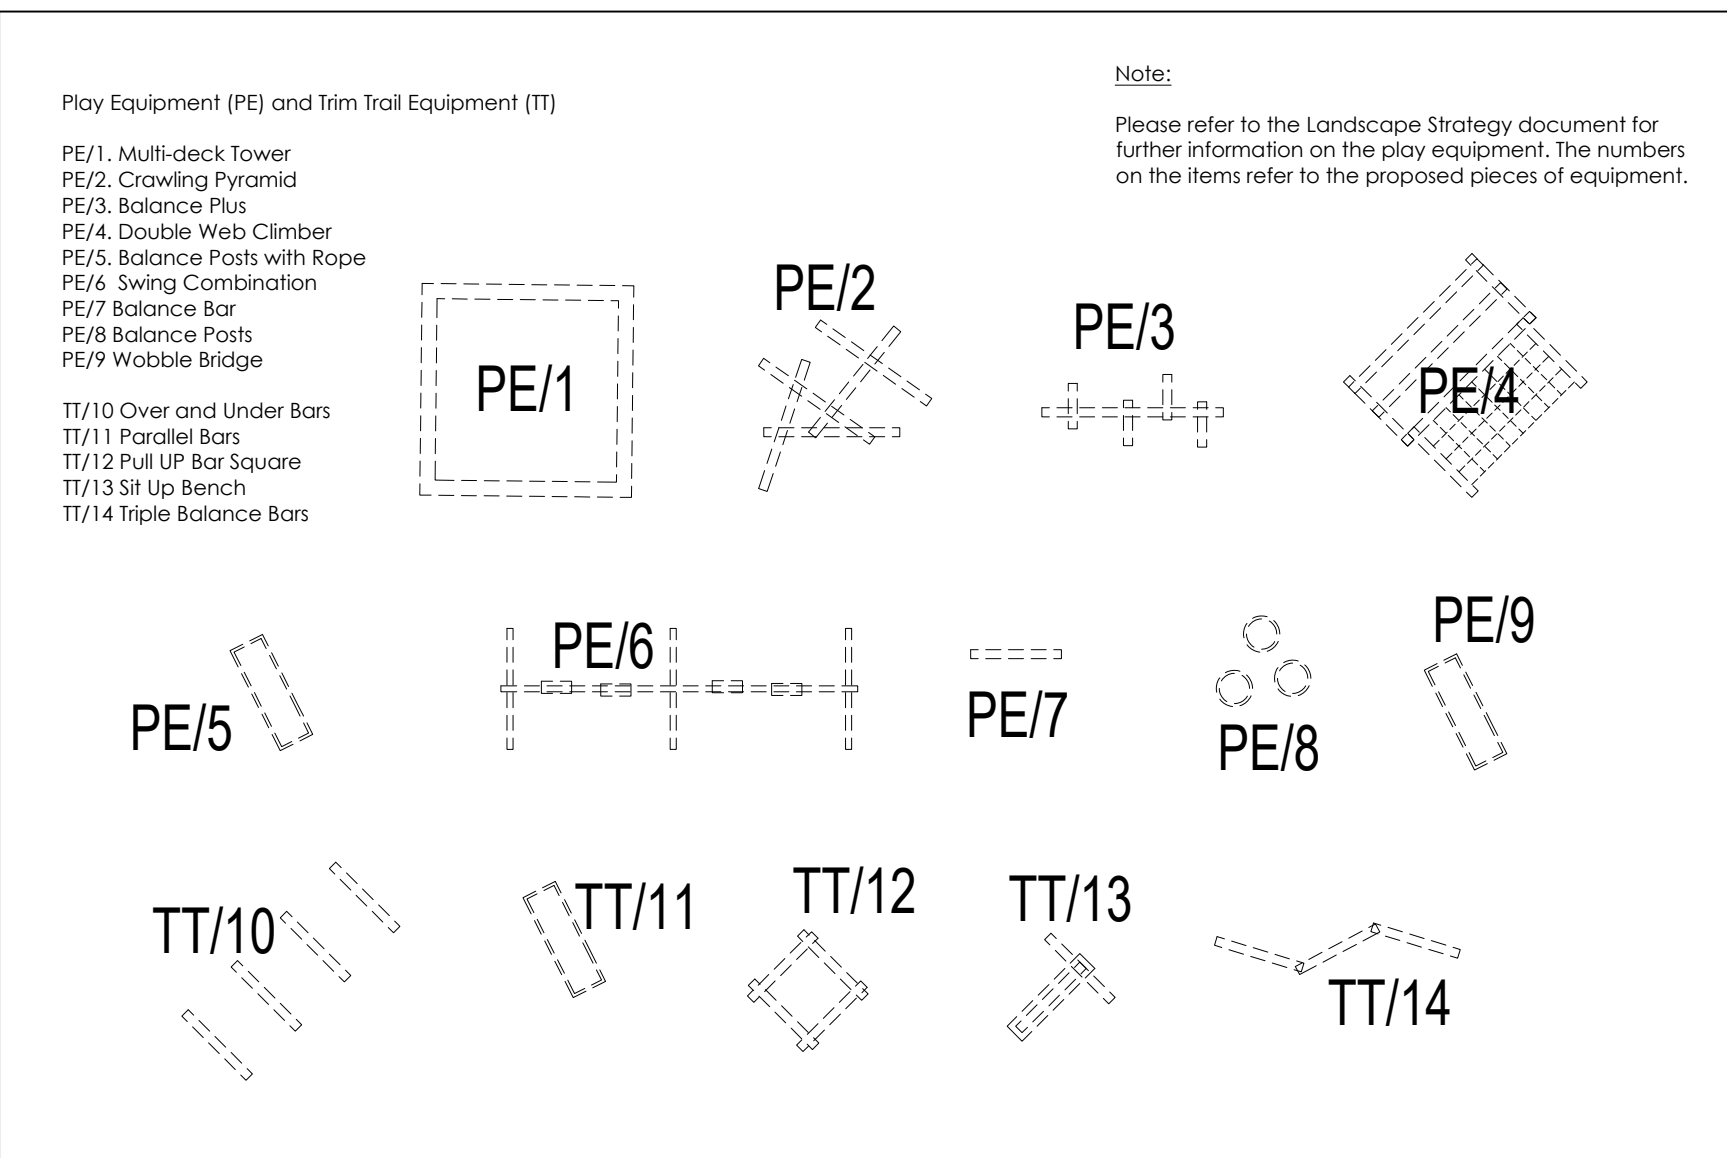 Play Equipment (PE) and Trim Trail Equipment (TT)
PE/1. Multi-deck Tower
PE/2. Crawling Pyramid
PE/3. Balance Plus
PE/4. Double Web Climber
PE/5. Balance Posts with Rope
PE/6 Swing Combination
PE/7 Balance Bar
PE/8 Balance Posts
PE/9 Wobble Bridge
TT/10 Over and Under Bars
TT/11 Parallel Bars
TT/12 Pull UP Bar Square
TT/13 Sit Up Bench
TT/14 Triple Balance Bars
Note:
Please refer to the Landscape Strategy document for
further information on the play equipment. The numbers
on the items refer to the proposed pieces of equipment.
PE/1
PE/2
PE/3
PE/4
PE/5
PE/6
PE/7
PE/8
PE/9
TT/10
TT/11
TT/12
TT/13
TT/14